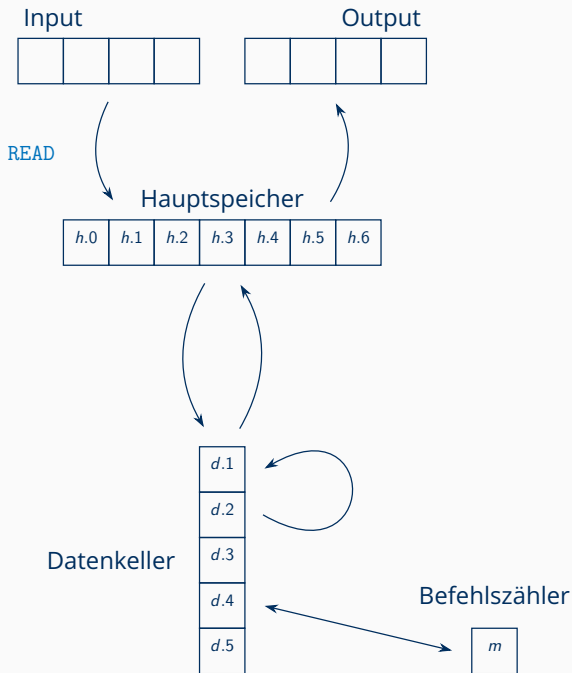 Input Output
READ
Hauptspeicher
h.0 h.1 h.2 h.3 h.4 h.5 h.6
d.1
d.2
d.3
Datenkeller
d.4
Befehlszähler
d.5 m